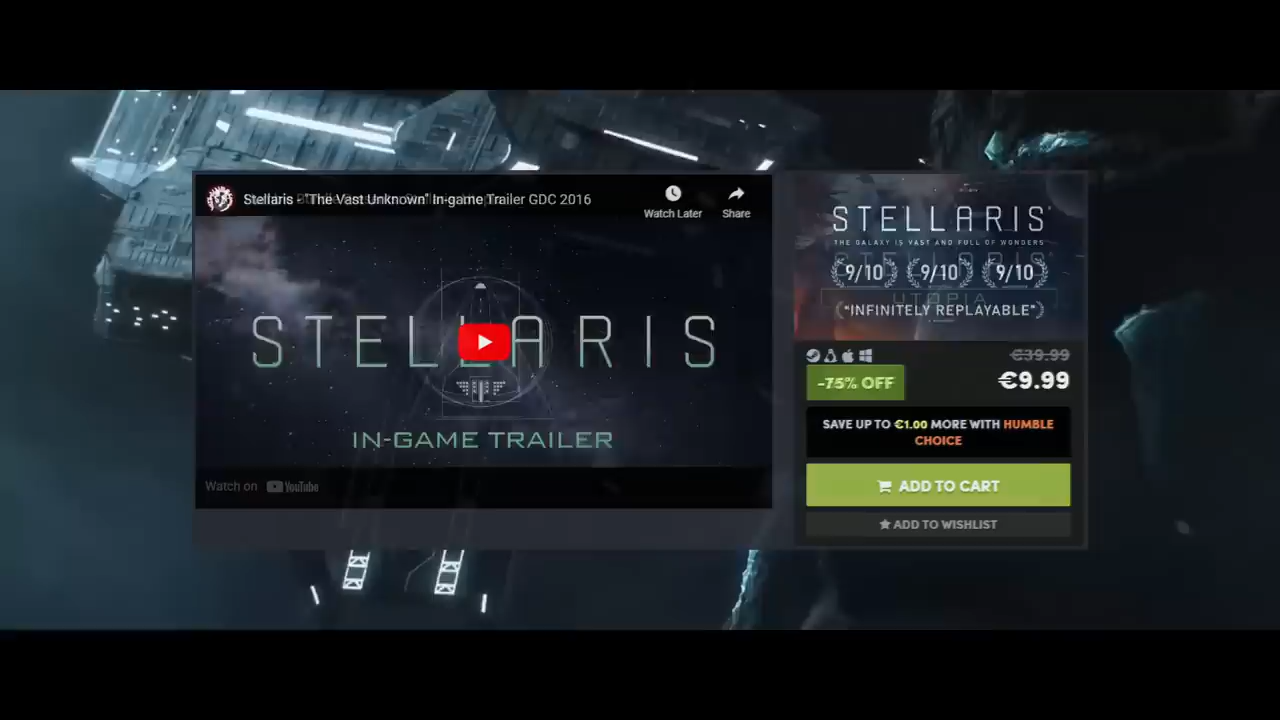 Stellaris - "The Vast Unknown" In-game Trailer GDC 2016
Watch Later
Share
STELLARIS
IN-GAME TRAILER
Watch on YouTube
STELLARIS®
THE GALAXY IS VAST AND FULL OF WONDERS
9/10 9/10 9/10
UTOPIA
("INFINITELY REPLAYABLE")
€39.99
-75% OFF
€9.99
SAVE UP TO €1.00 MORE WITH HUMBLE
CHOICE
ADD TO CART
ADD TO WISHLIST